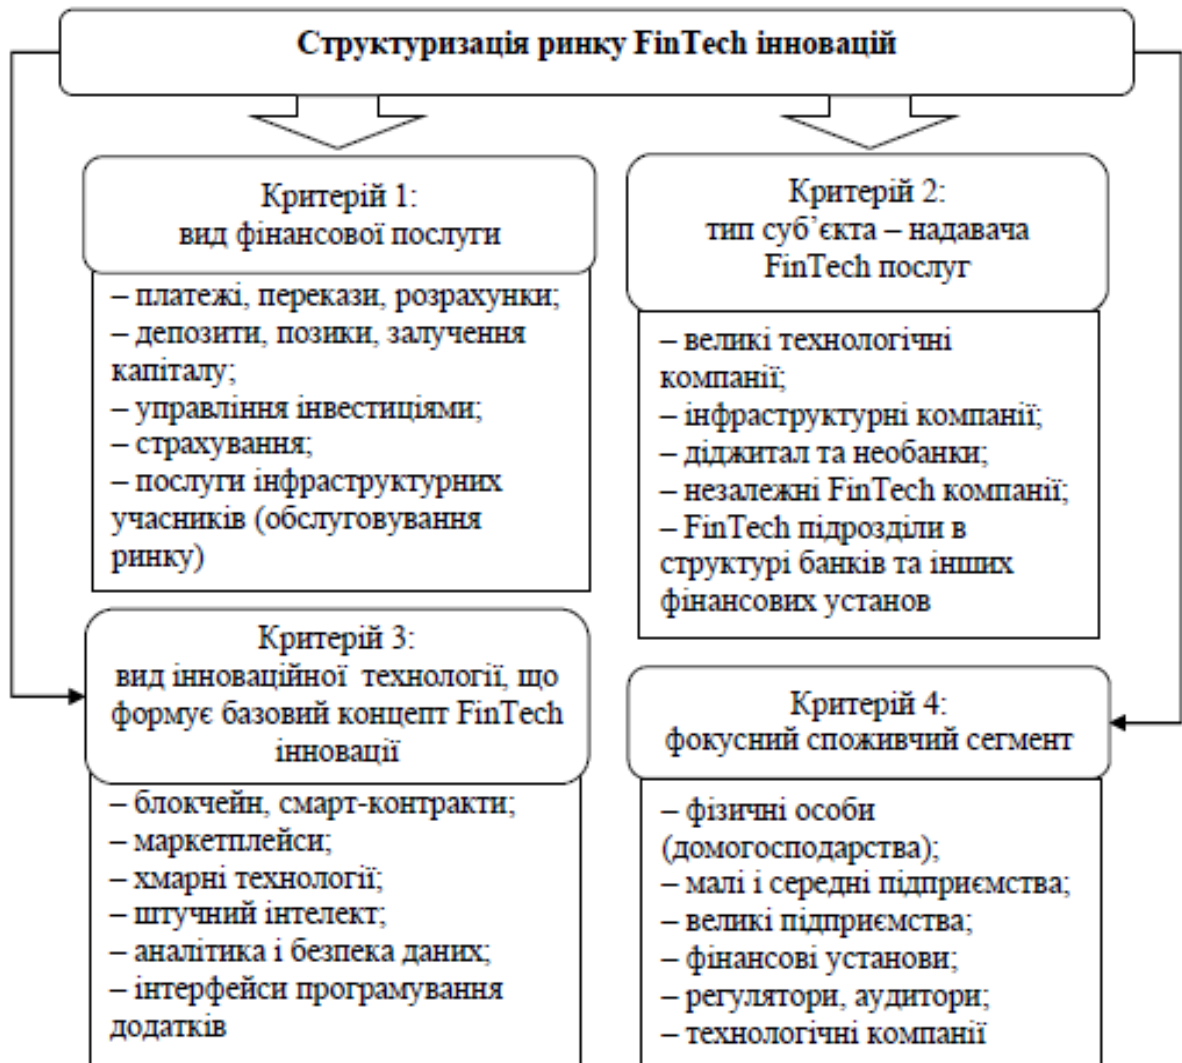 Структуризація ринку FinTech інновацій
Критерій 1:
вид фінансової послуги
– платежі, перекази, розрахунки;
– депозити, позики, залучення
капіталу;
– управління інвестиціями;
– страхування;
– послуги інфраструктурних
учасників (обслуговування
ринку)
Критерій 2:
тип суб’єкта – надавача
FinTech послуг
– великі технологічні
компанії;
– інфраструктурні компанії;
– діджитал та необанки;
– незалежні FinTech компанії;
– FinTech підрозділи в
структурі банків та інших
фінансових установ
Критерій 3:
вид інноваційної технології, що
формує базовий концепт FinTech
інновації
– блокчейн, смарт-контракти;
– маркетплейси;
– хмарні технології;
– штучний інтелект;
– аналітика і безпека даних;
– інтерфейси програмування
додатків
Критерій 4:
фокусний споживчий сегмент
– фізичні особи
(домогосподарства);
– малі і середні підприємства;
– великі підприємства;
– фінансові установи;
– регулятори, аудитори;
– технологічні компанії